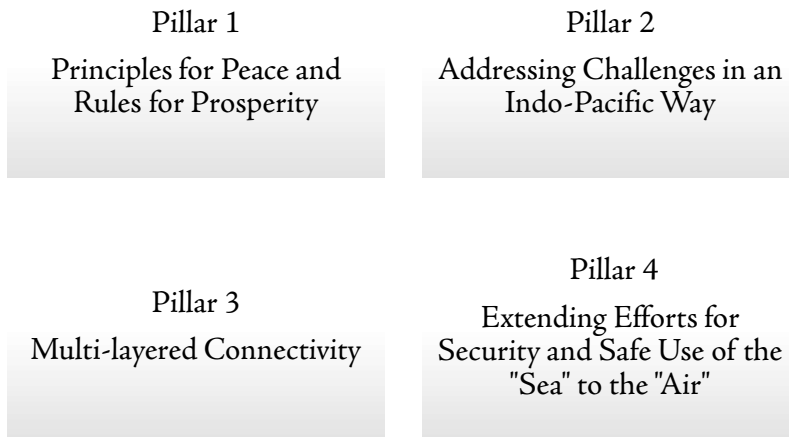 Pillar 1
Principles for Peace and
Rules for Prosperity
Pillar 2
Addressing Challenges in an
Indo-Pacific Way
Pillar 3
Multi-layered Connectivity
Pillar 4
Extending Efforts for
Security and Safe Use of the
"Sea" to the "Air"